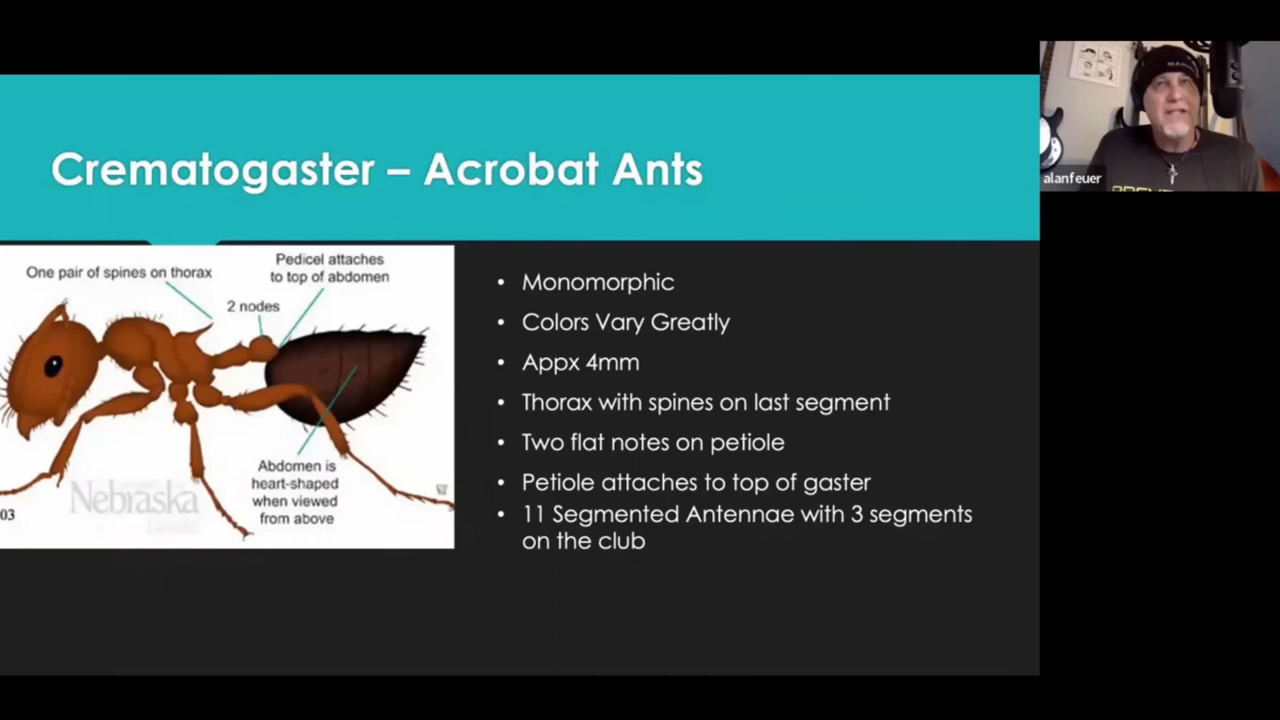 Crematogaster – Acrobat Ants
alanfeuer
One pair of spines on thorax
Pedicel attaches
to top of abdomen
2 nodes
Abdomen is
heart-shaped
when viewed
from above
Nebraska
03
• Monomorphic
• Colors Vary Greatly
• Appx 4mm
• Thorax with spines on last segment
• Two flat notes on petiole
• Petiole attaches to top of gaster
• 11 Segmented Antennae with 3 segments
on the club